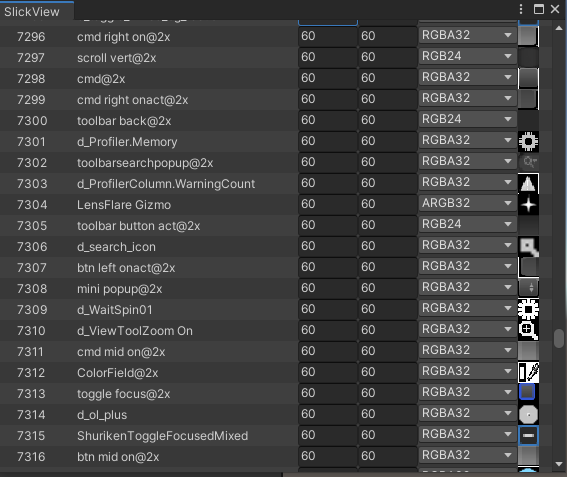 SlickView
7296 cmd right on@2x 60 60 RGBA32
7297 scroll vert@2x 60 60 RGB24
7298 cmd@2x 60 60 RGBA32
7299 cmd right onact@2x 60 60 RGBA32
7300 toolbar back@2x 60 60 RGB24
7301 d_Profiler.Memory 60 60 RGBA32
7302 toolbarsearchpopup@2x 60 60 RGBA32
7303 d_ProfilerColumn.WarningCount 60 60 RGBA32
7304 LensFlare Gizmo 60 60 ARGB32
7305 toolbar button act@2x 60 60 RGB24
7306 d_search_icon 60 60 RGBA32
7307 btn left onact@2x 60 60 RGBA32
7308 mini popup@2x 60 60 RGBA32
7309 d_WaitSpin01 60 60 RGBA32
7310 d_ViewToolZoom On 60 60 RGBA32
7311 cmd mid on@2x 60 60 RGBA32
7312 ColorField@2x 60 60 RGBA32
7313 toggle focus@2x 60 60 RGBA32
7314 d_ol_plus 60 60 RGBA32
7315 ShurikenToggleFocusedMixed 60 60 RGBA32
7316 btn mid on@2x 60 60 RGBA32